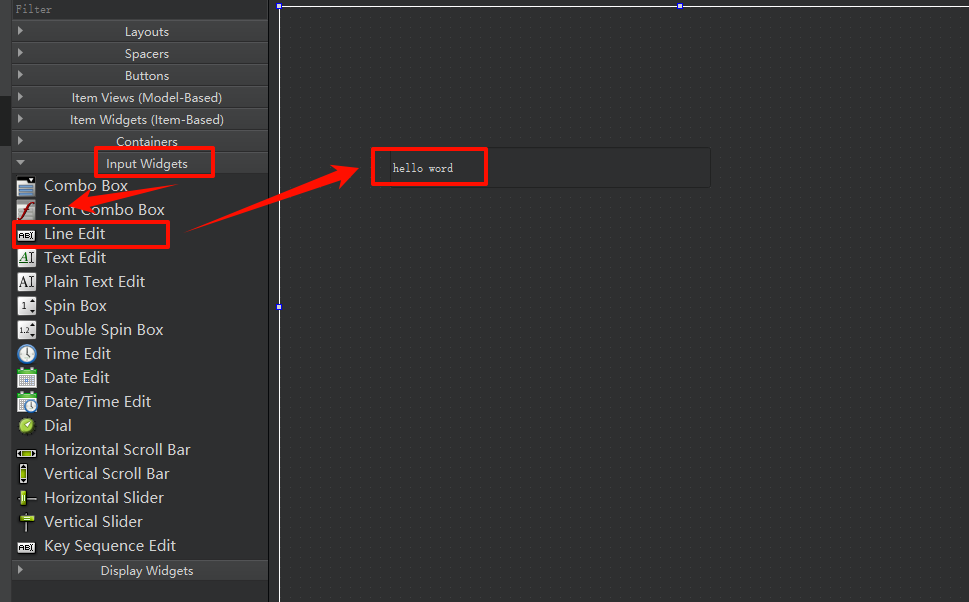 Filter
Layouts
Spacers
Buttons
Item Views (Model-Based)
Item Widgets (Item-Based)
Containers
Input Widgets
Combo Box
Font Combo Box
Line Edit
Text Edit
Plain Text Edit
Spin Box
Double Spin Box
Time Edit
Date Edit
Date/Time Edit
Dial
Horizontal Scroll Bar
Vertical Scroll Bar
Horizontal Slider
Vertical Slider
Key Sequence Edit
Display Widgets
hello word